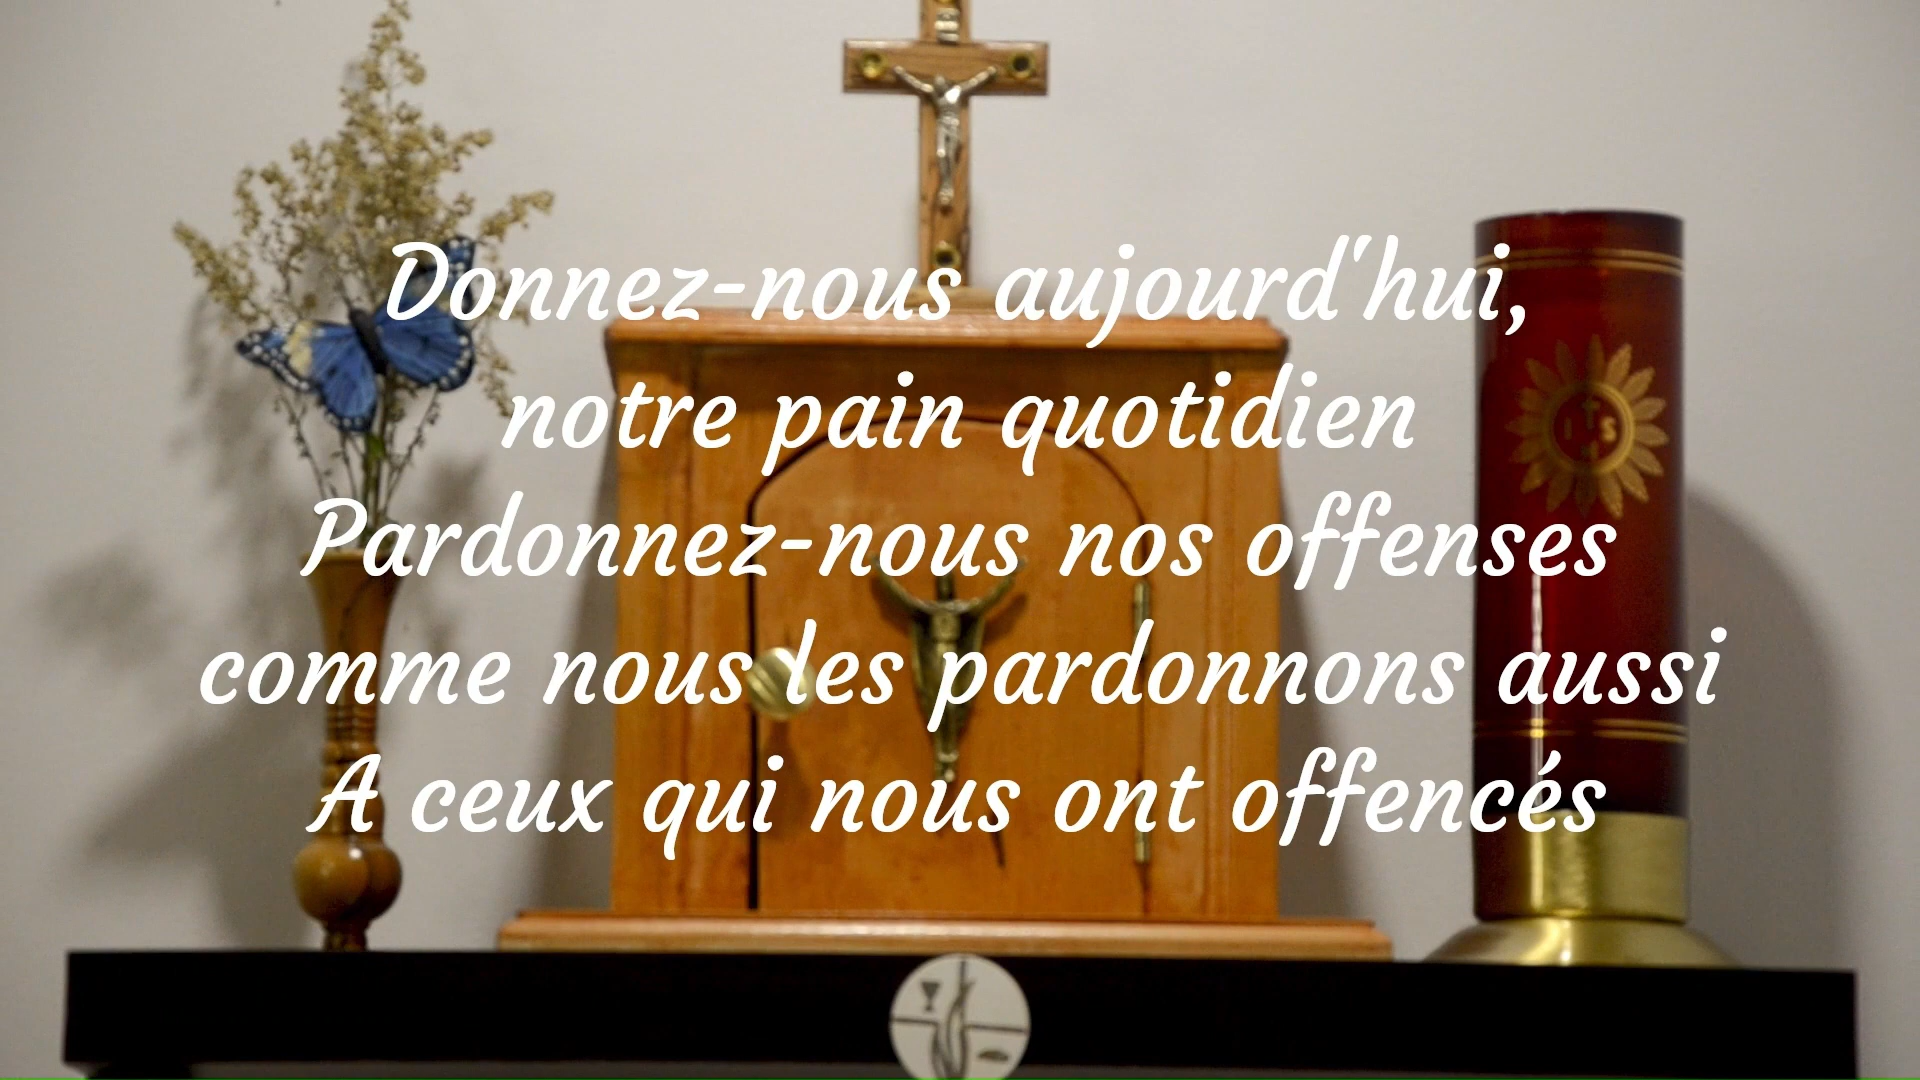 Donnez-nous aujourd'hui,
notre pain quotidien
Pardonnez-nous nos offenses
comme nous les pardonnons aussi
A ceux qui nous ont offencés